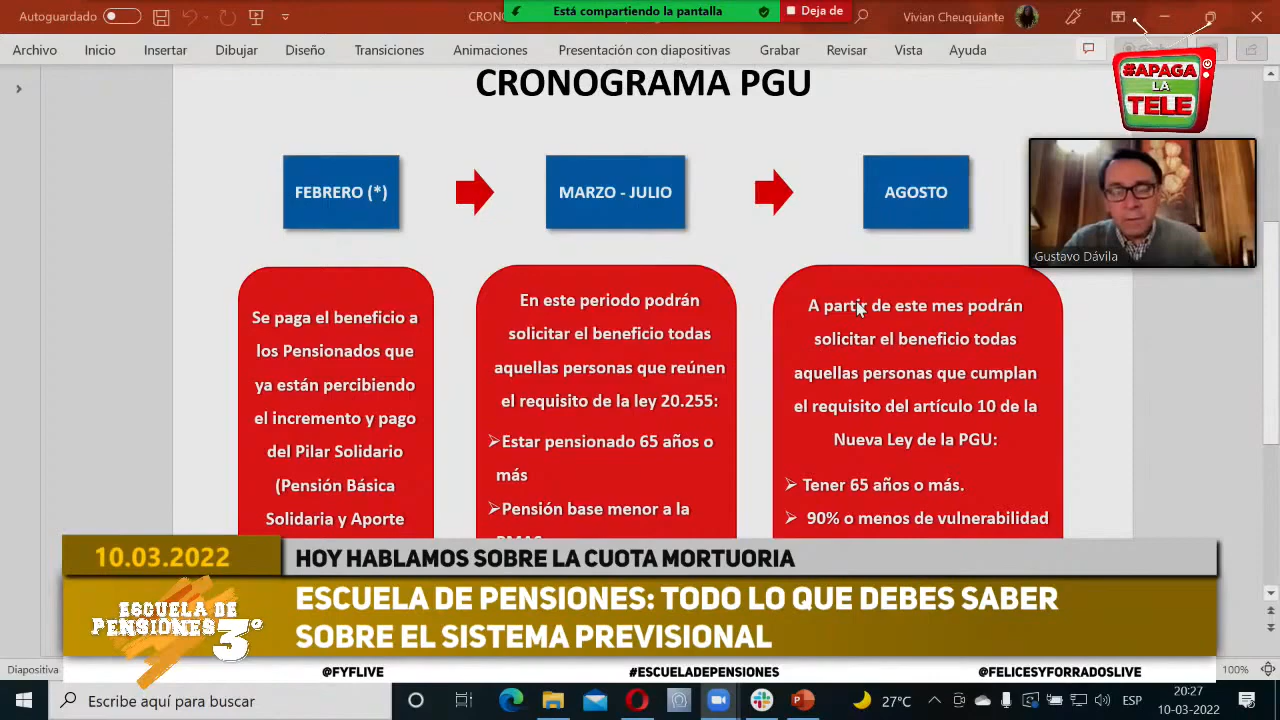 Autoguardado
CRON
Está compartiendo la pantalla
Deja de
Vivian Cheuquiante
Archivo
Inicio
Insertar
Dibujar
Diseño
Transiciones
Animaciones
Presentación con diapositivas
Grabar
Revisar
Vista
Ayuda
#APAGA
LA
TELE
CRONOGRAMA PGU
FEBRERO (*)
MARZO - JULIO
AGOSTO
Gustavo Dávila
Se paga el beneficio a
los Pensionados que
ya están percibiendo
el incremento y pago
del Pilar Solidario
(Pensión Básica
Solidaria y Aporte
En este periodo podrán
solicitar el beneficio todas
aquellas personas que reúnen
el requisito de la ley 20.255:
➢Estar pensionado 65 años o
más
➢Pensión base menor a la
A partir de este mes podrán
solicitar el beneficio todas
aquellas personas que cumplan
el requisito del artículo 10 de la
Nueva Ley de la PGU:
➢ Tener 65 años o más.
➢ 90% o menos de vulnerabilidad
10.03.2022
HOY HABLAMOS SOBRE LA CUOTA MORTUORIA
ESCUELA DE
PENSIONES 3º
ESCUELA DE PENSIONES: TODO LO QUE DEBES SABER
SOBRE EL SISTEMA PREVISIONAL
Diapositiva
@FYFLIVE
#ESCUELADEPENSIONES
@FELICESYFORRADOSLIVE
100%
Escribe aquí para buscar
27°C
ESP
20:27
10-03-2022